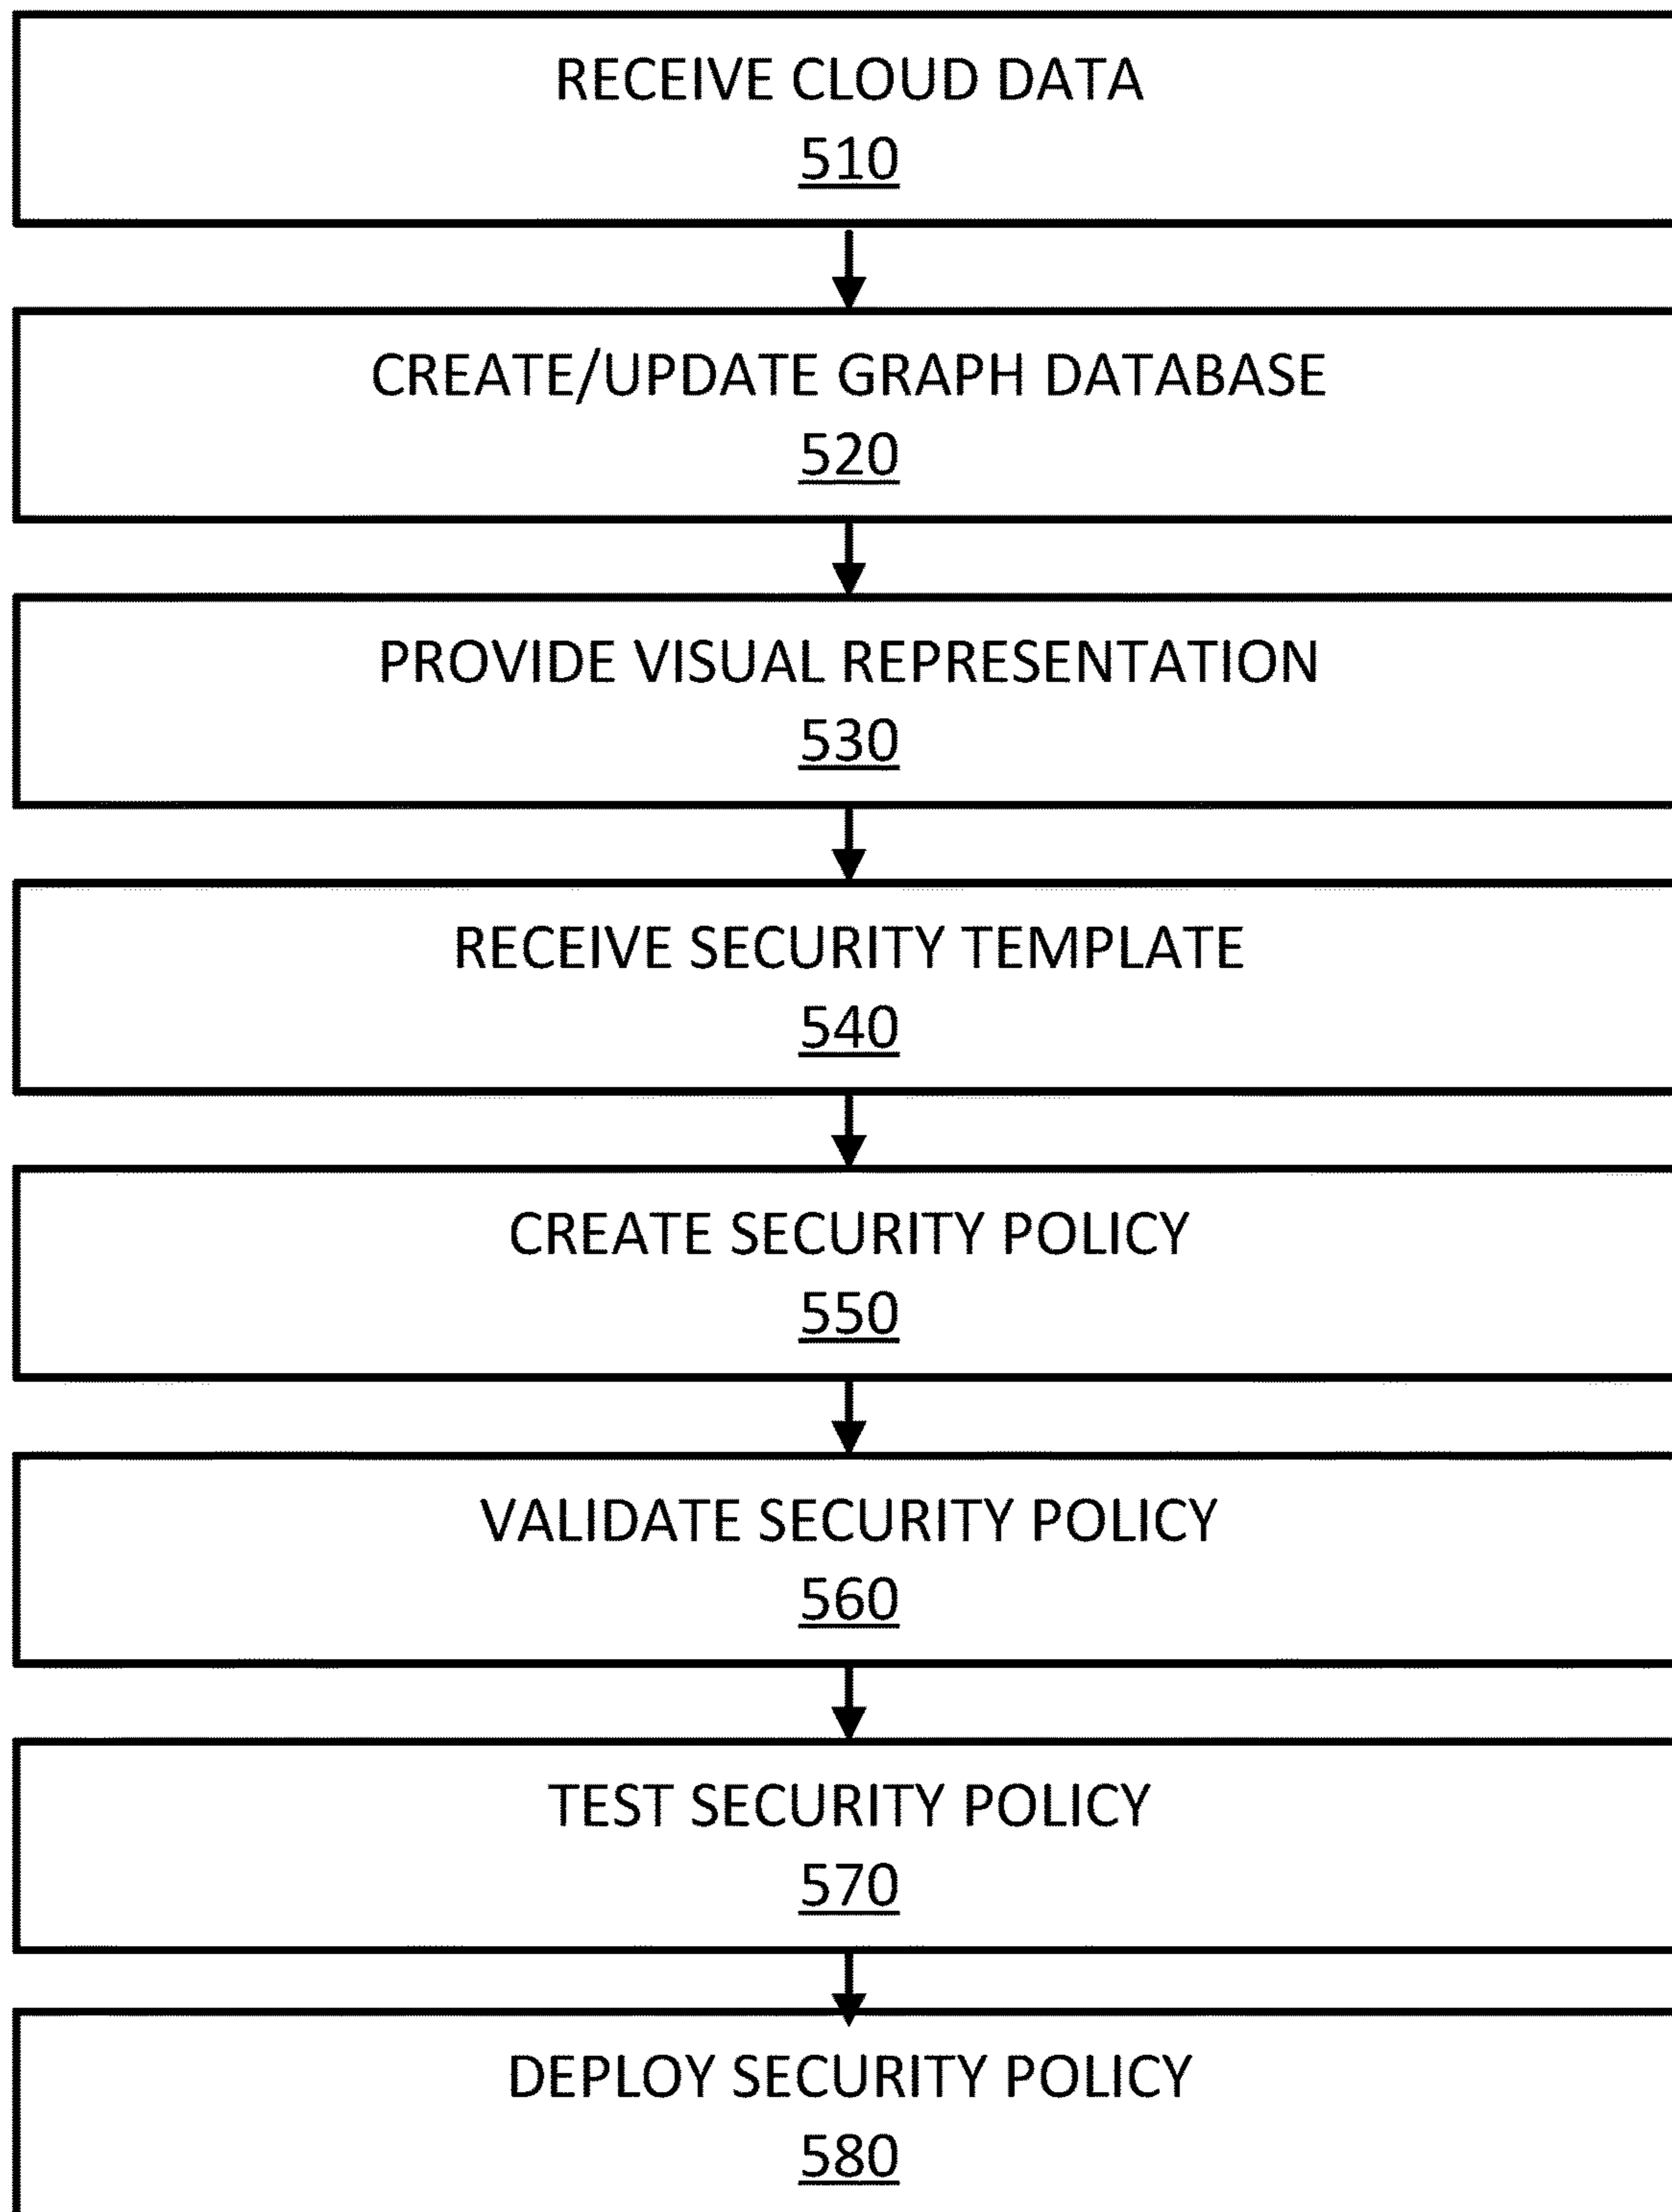 RECEIVE CLOUD DATA
510
CREATE/UPDATE GRAPH DATABASE
520
PROVIDE VISUAL REPRESENTATION
530
RECEIVE SECURITY TEMPLATE
540
CREATE SECURITY POLICY
550
VALIDATE SECURITY POLICY
560
TEST SECURITY POLICY
570
DEPLOY SECURITY POLICY
580